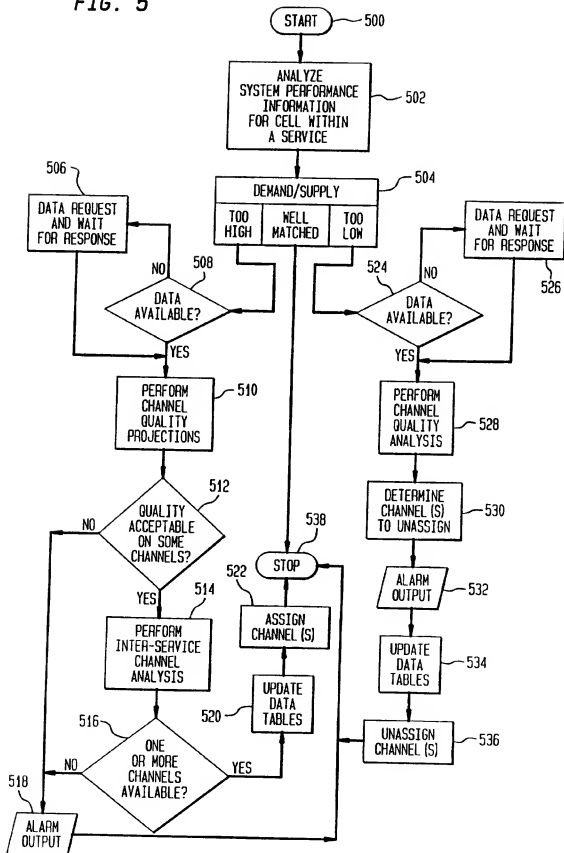 FIG. 5
START
500
ANALYZE
SYSTEM PERFORMANCE
INFORMATION
FOR CELL WITHIN
A SERVICE
502
DEMAND/SUPPLY
504
TOO
HIGH
WELL
MATCHED
TOO
LOW
506
DATA REQUEST
AND WAIT
FOR RESPONSE
NO
508
DATA
AVAILABLE?
YES
PERFORM
CHANNEL
QUALITY
PROJECTIONS
510
512
QUALITY
ACCEPTABLE
ON SOME
CHANNELS?
NO
YES
514
PERFORM
INTER-SERVICE
CHANNEL
ANALYSIS
516
ONE
OR MORE
CHANNELS
AVAILABLE?
NO
YES
518
ALARM
OUTPUT
520
UPDATE
DATA
TABLES
522
ASSIGN
CHANNEL(S)
538
STOP
DATA REQUEST
AND WAIT
FOR RESPONSE
526
NO
524
DATA
AVAILABLE?
YES
PERFORM
CHANNEL
QUALITY
ANALYSIS
528
DETERMINE
CHANNEL(S)
TO UNASSIGN
530
ALARM
OUTPUT
532
UPDATE
DATA
TABLES
534
UNASSIGN
CHANNEL(S)
536